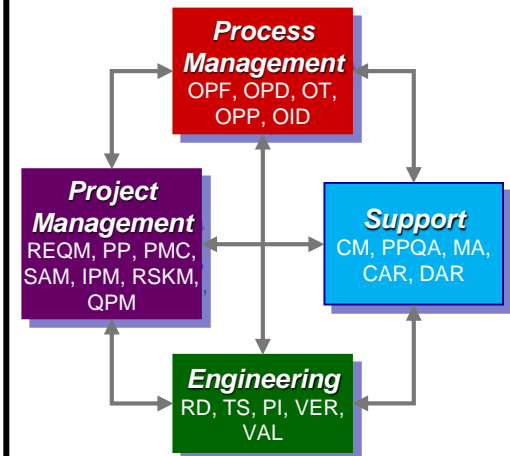 Process
Management
OPF, OPD, OT,
OPP, OID
Project
Management
REQM, PP, PMC,
SAM, IPM, RSKM,
QPM
Support
CM, PPQA, MA,
CAR, DAR
Engineering
RD, TS, PI, VER,
VAL